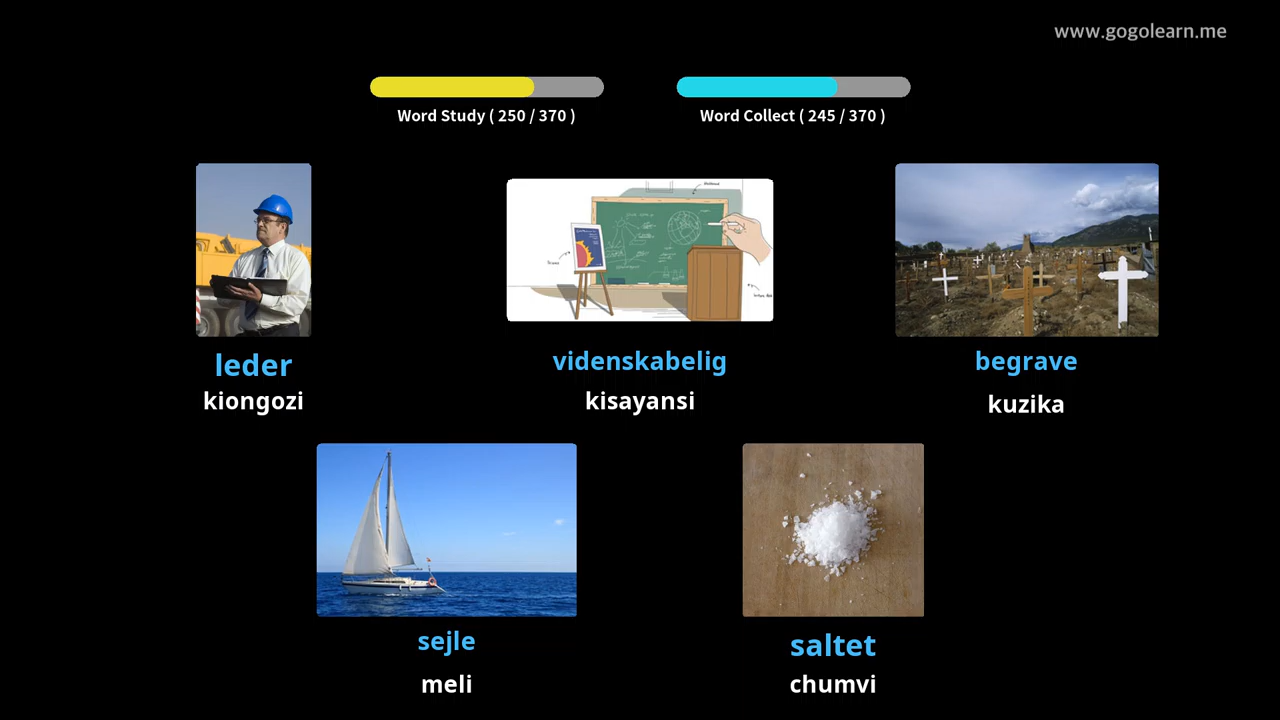 www.gogolearn.me
Word Study ( 250 / 370 )
Word Collect ( 245 / 370 )
leder
kiongozi
videnskabelig
kisayansi
begrave
kuzika
sejle
meli
saltet
chumvi